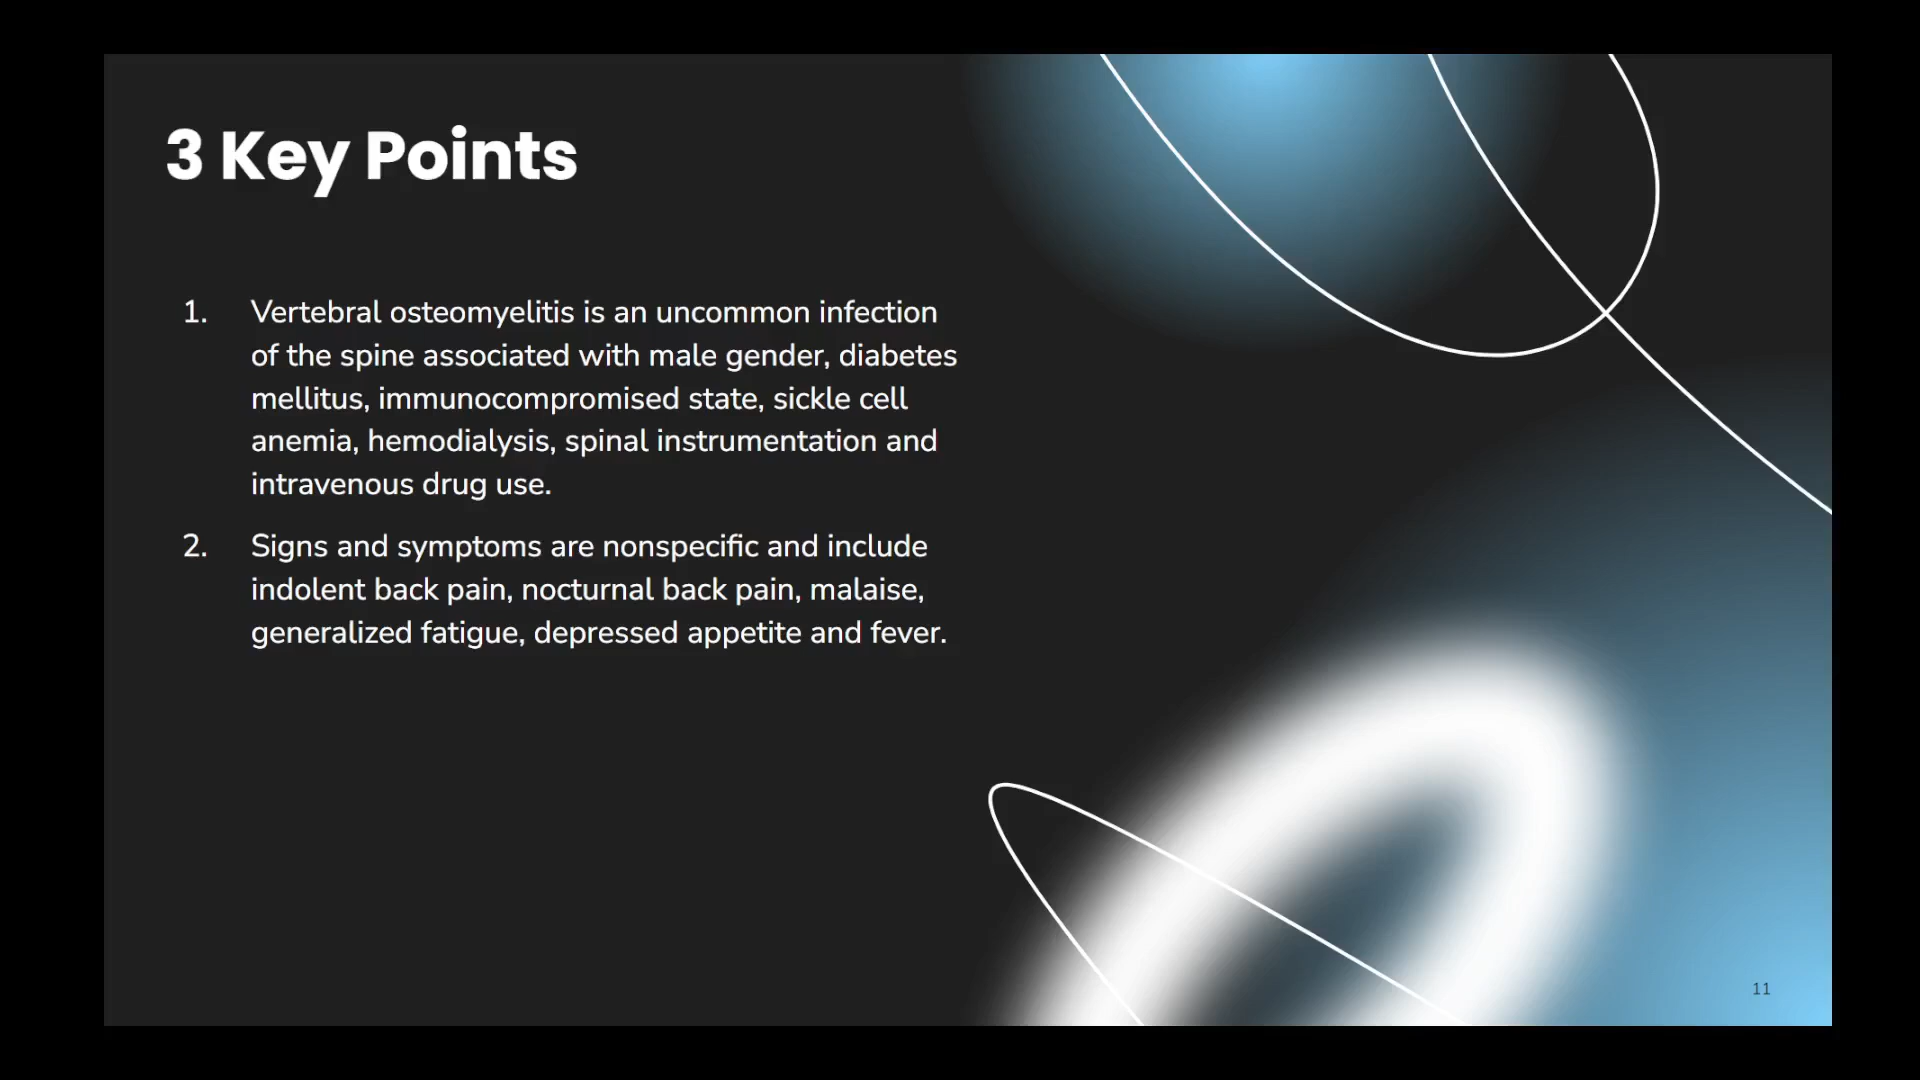 3 Key Points
1. Vertebral osteomyelitis is an uncommon infection
of the spine associated with male gender, diabetes
mellitus, immunocompromised state, sickle cell
anemia, hemodialysis, spinal instrumentation and
intravenous drug use.
2. Signs and symptoms are nonspecific and include
indolent back pain, nocturnal back pain, malaise,
generalized fatigue, depressed appetite and fever.
11